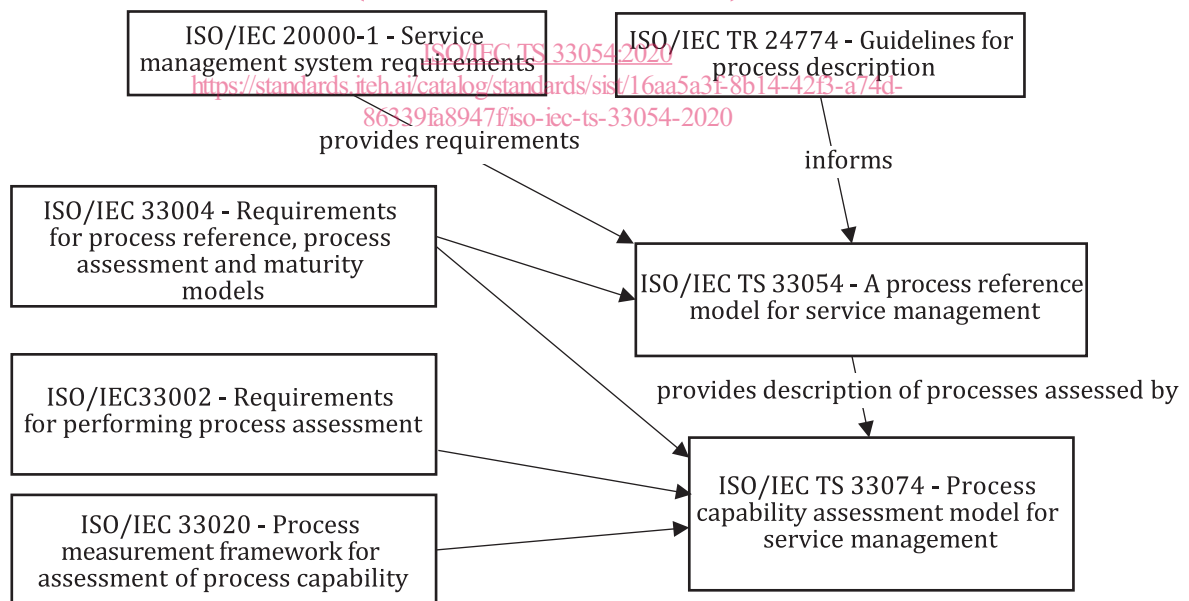 ISO/IEC 20000-1 - Service
management system requirements
ISO/IEC TR 24774 - Guidelines for
process description
ISO/IEC TS 33054:2020
https://standards.iteh.ai/catalog/standards/sist/16aa5a3f-8b14-42f3-a74d-
86339fa8947f/iso-iec-ts-33054-2020
provides requirements
informs
ISO/IEC 33004 - Requirements
for process reference, process
assessment and maturity
models
ISO/IEC TS 33054 - A process reference
model for service management
ISO/IEC33002 - Requirements
for performing process assessment
provides description of processes assessed by
ISO/IEC 33020 - Process
measurement framework for
assessment of process capability
ISO/IEC TS 33074 - Process
capability assessment model for
service management